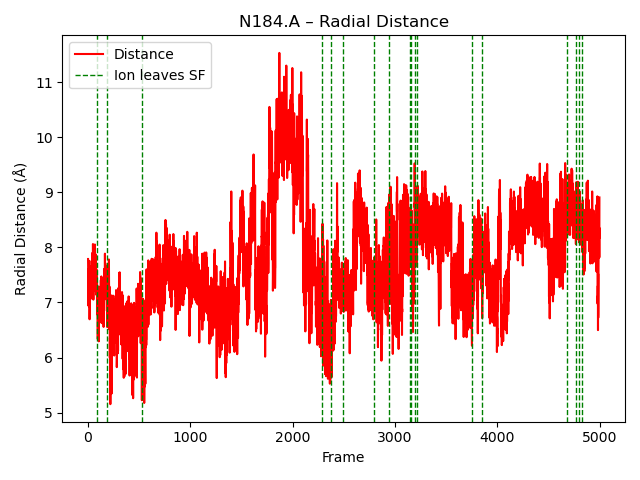 N184.A – Radial Distance
Distance
Ion leaves SF
Radial Distance (Å)
11
10
9
8
7
6
5
0
1000
2000
3000
4000
5000
Frame